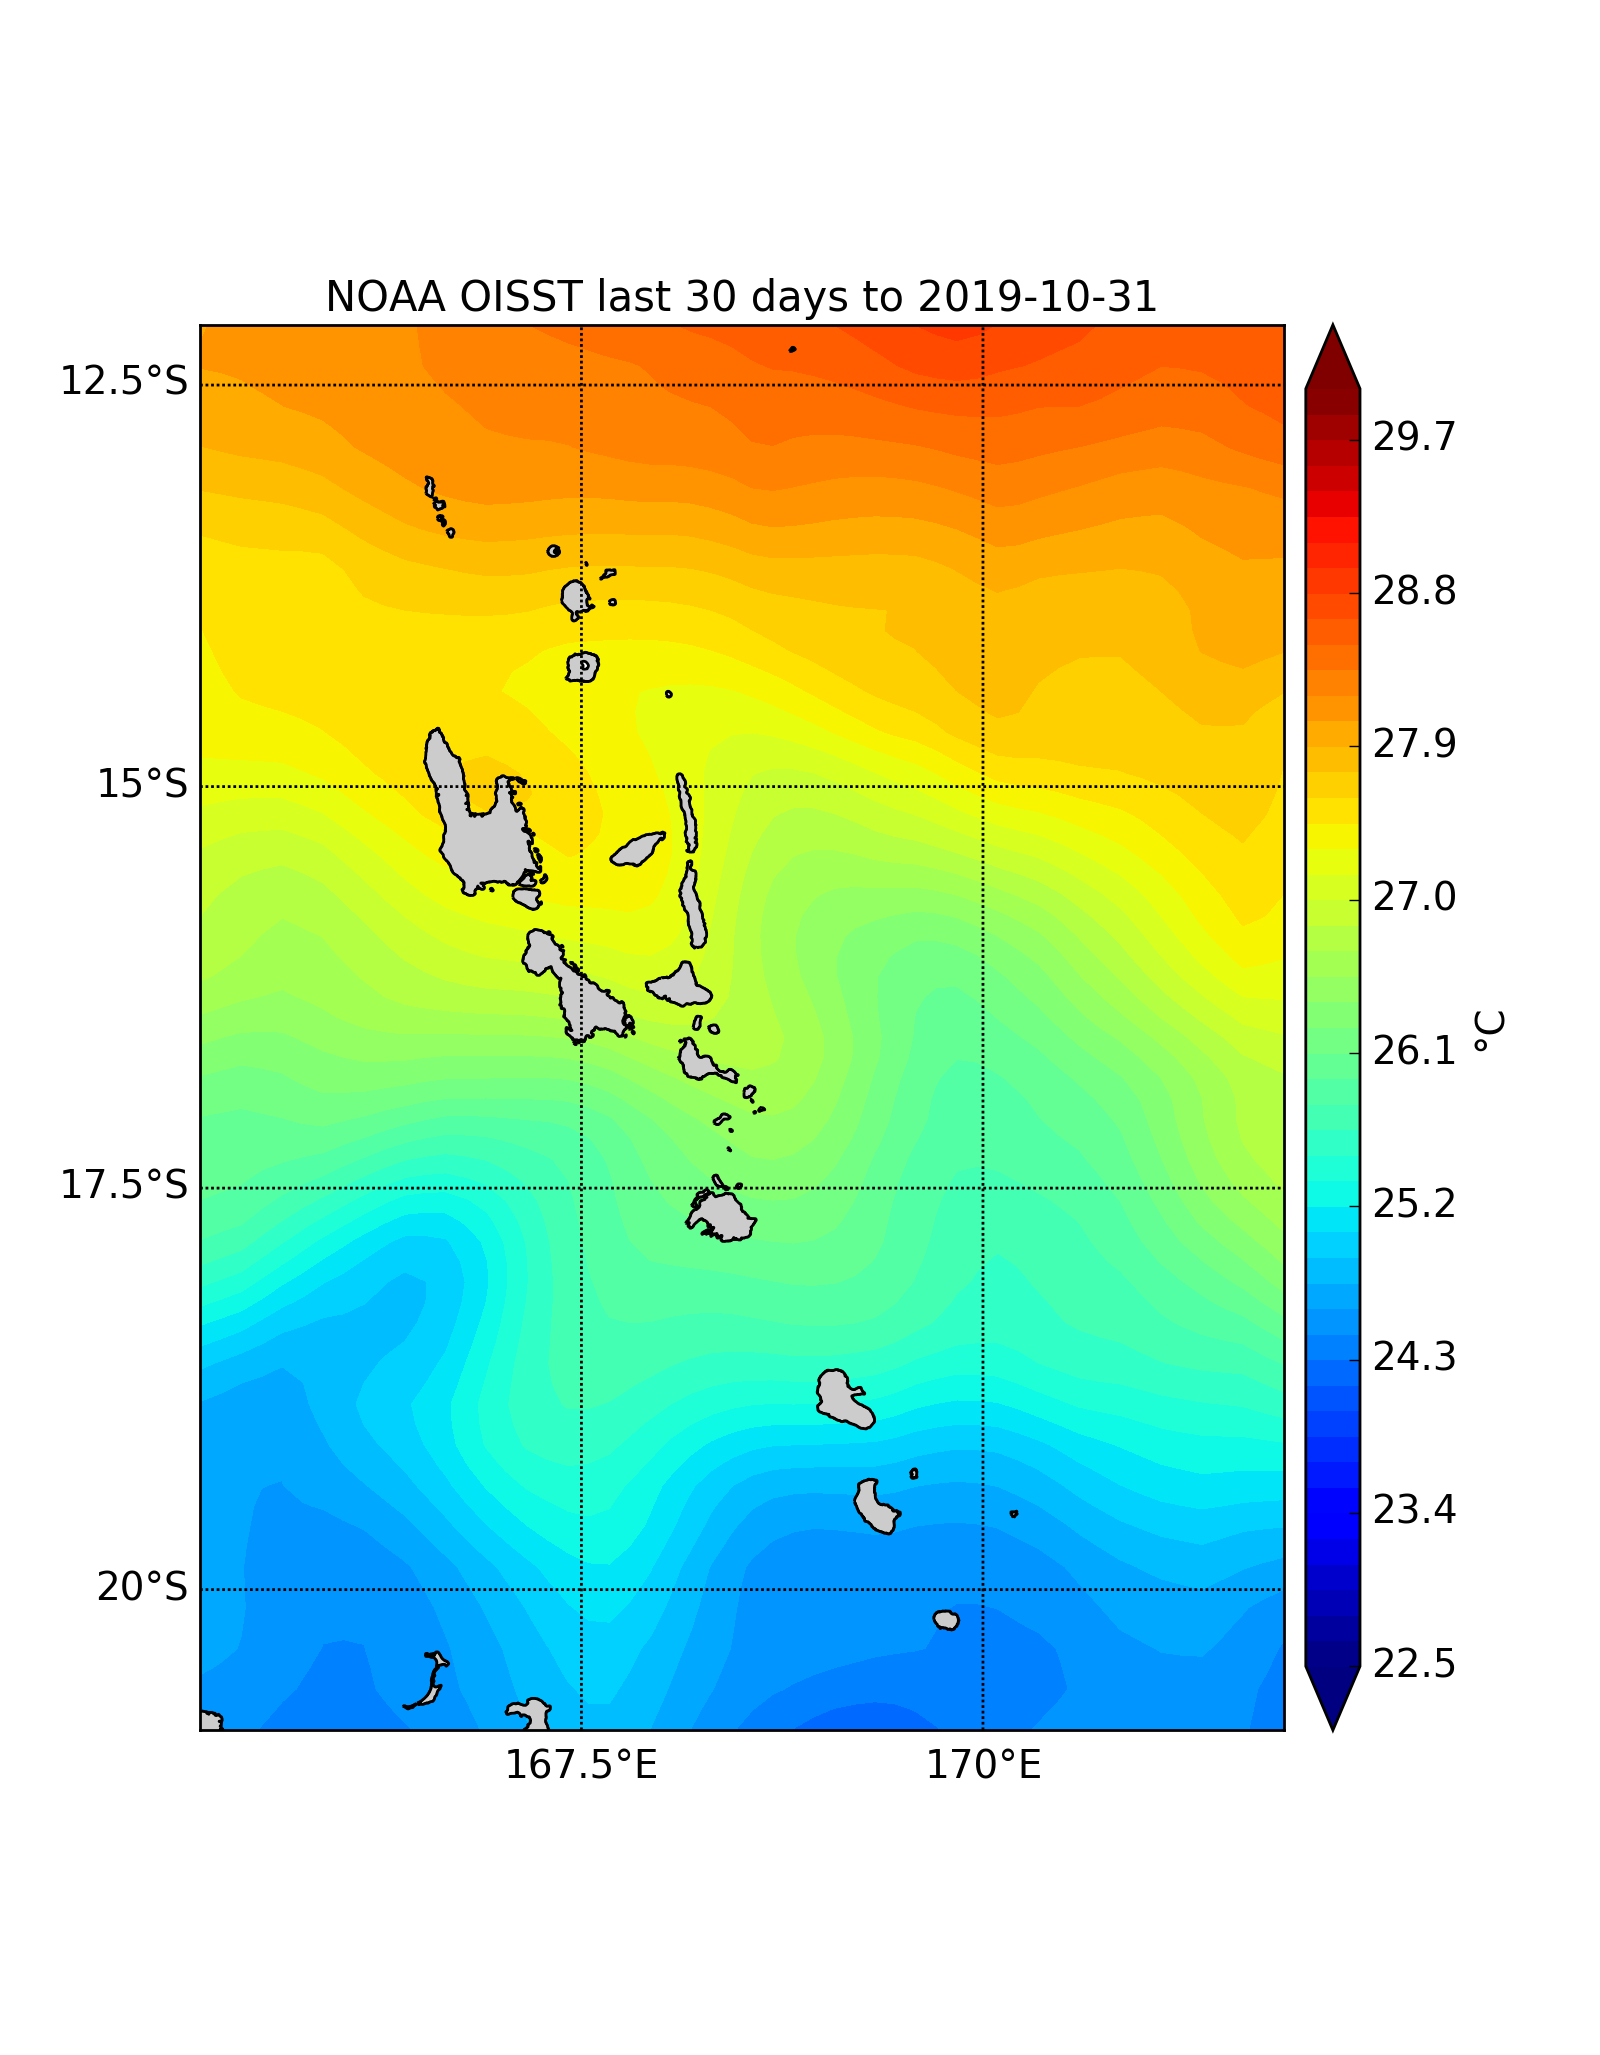 NOAA OISST last 30 days to 2019-10-31
12.5°S
15°S
17.5°S
20°S
167.5°E
170°E
29.7
28.8
27.9
27.0
26.1
25.2
24.3
23.4
22.5
°C